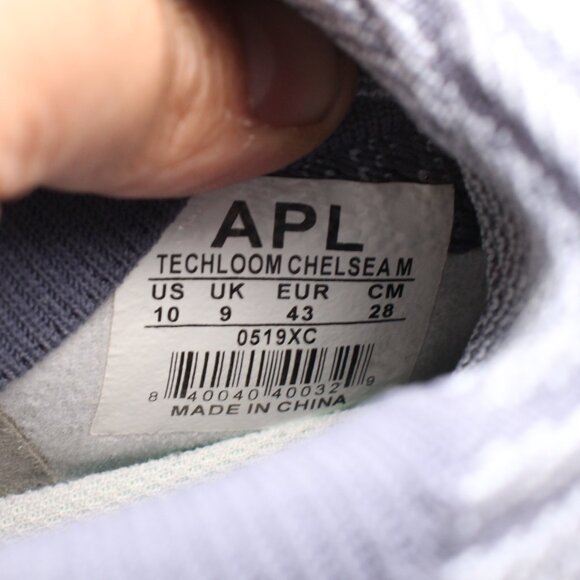 APL
TECHLOOM CHELSEA M
US UK EUR CM
10 9 43 28
0519XC
8 40040 40032 9
MADE IN CHINA